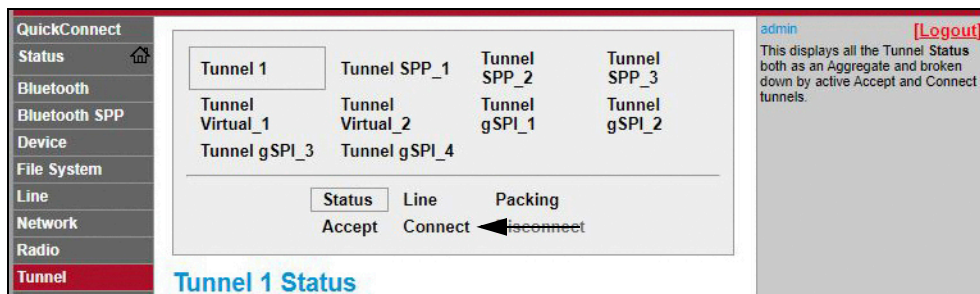 QuickConnect
Status
Bluetooth
Bluetooth SPP
Device
File System
Line
Network
Radio
Tunnel
Tunnel 1
Tunnel SPP_1
Tunnel SPP_2
Tunnel SPP_3
Tunnel Virtual_1
Tunnel Virtual_2
Tunnel gSPI_1
Tunnel gSPI_2
Tunnel gSPI_3
Tunnel gSPI_4
Status Line Packing
Accept Connect
Tunnel 1 Status
admin [Logout]
This displays all the Tunnel Status
both as an Aggregate and broken
down by active Accept and Connect
tunnels.